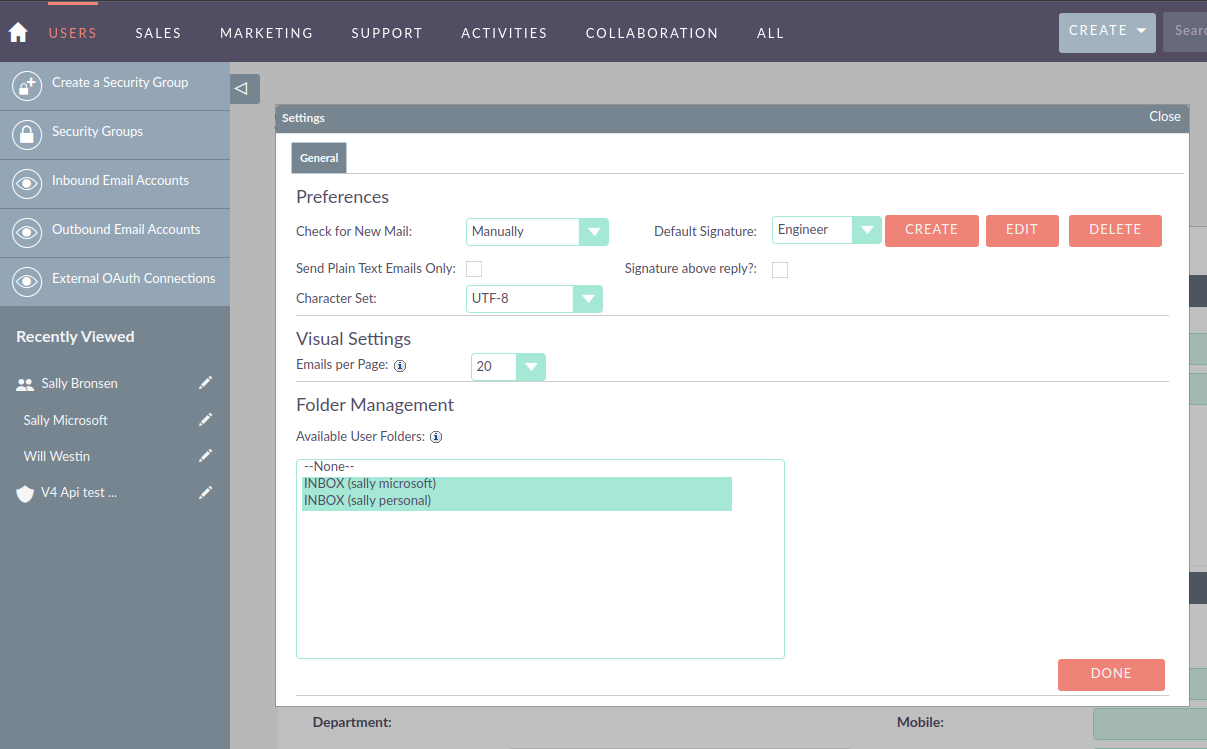 USERS SALES MARKETING SUPPORT ACTIVITIES COLLABORATION ALL CREATE Sear
Create a Security Group
Security Groups
Inbound Email Accounts
Outbound Email Accounts
External OAuth Connections
Recently Viewed
Sally Bronsen
Sally Microsoft
Will Westin
V4 Api test ...
Settings Close
General
Preferences
Check for New Mail: Manually Default Signature: Engineer CREATE EDIT DELETE
Send Plain Text Emails Only: Signature above reply?:
Character Set: UTF-8
Visual Settings
Emails per Page: 20
Folder Management
Available User Folders:
--None--
INBOX (sally microsoft)
INBOX (sally personal)
DONE
Department: Mobile: